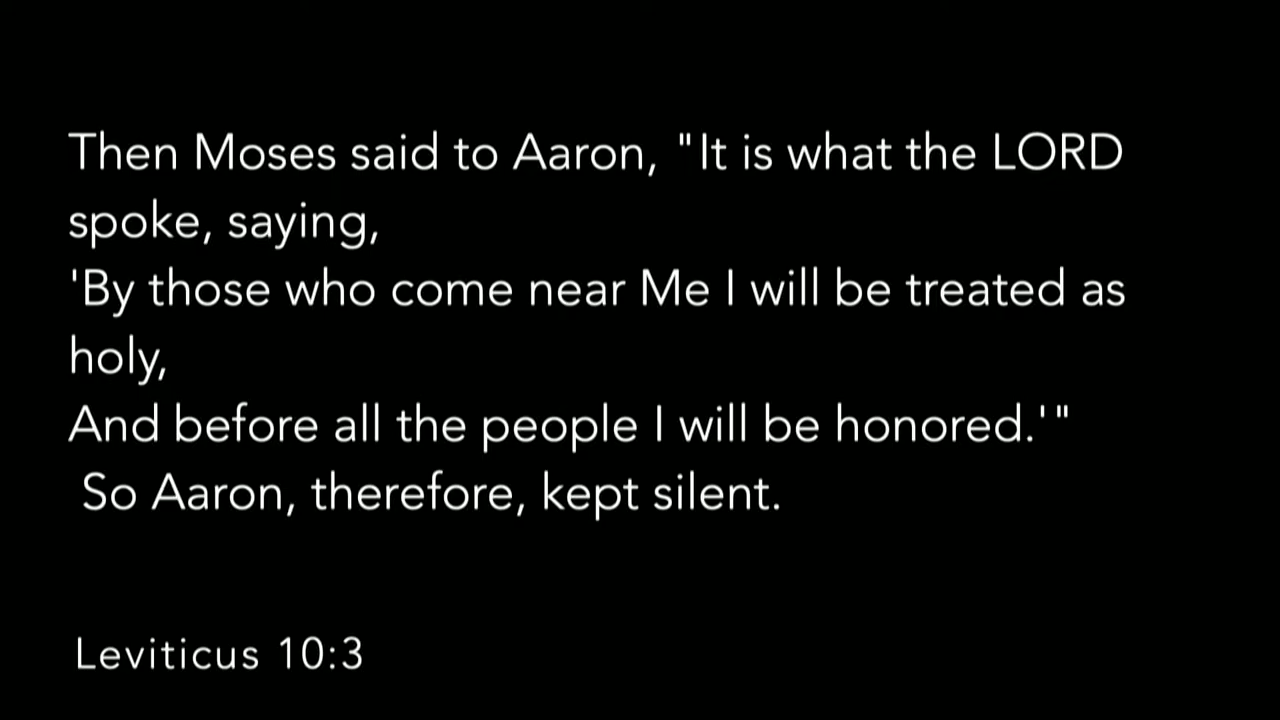 Then Moses said to Aaron, "It is what the LORD
spoke, saying,
'By those who come near Me I will be treated as
holy,
And before all the people I will be honored.'"
So Aaron, therefore, kept silent.
Leviticus 10:3